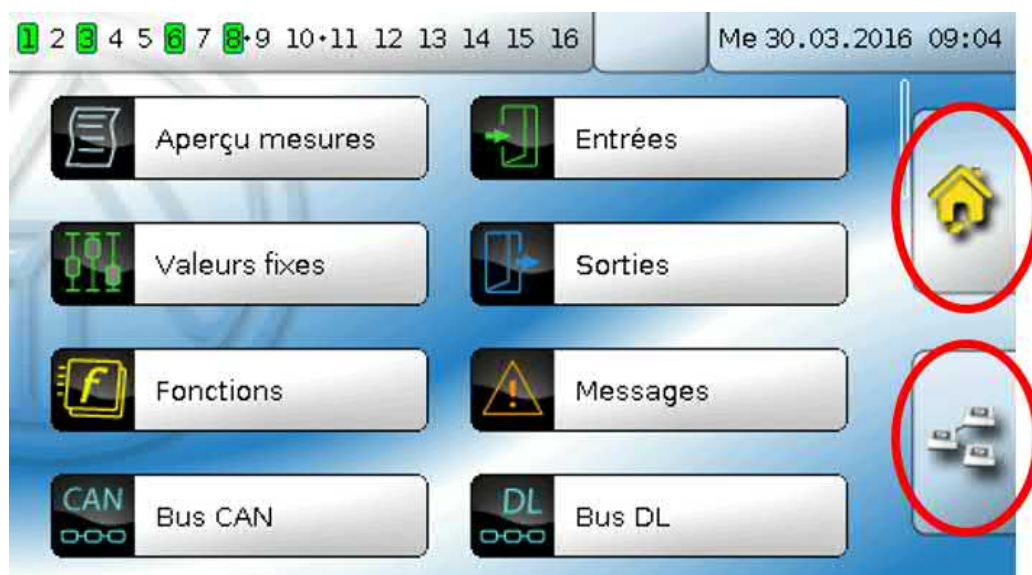 1 2 3 4 5 6 7 8•9 10•11 12 13 14 15 16 Me 30.03.2016 09:04
Aperçu mesures Entrées
Valeurs fixes Sorties
f Fonctions ! Messages
CAN Bus CAN DL Bus DL